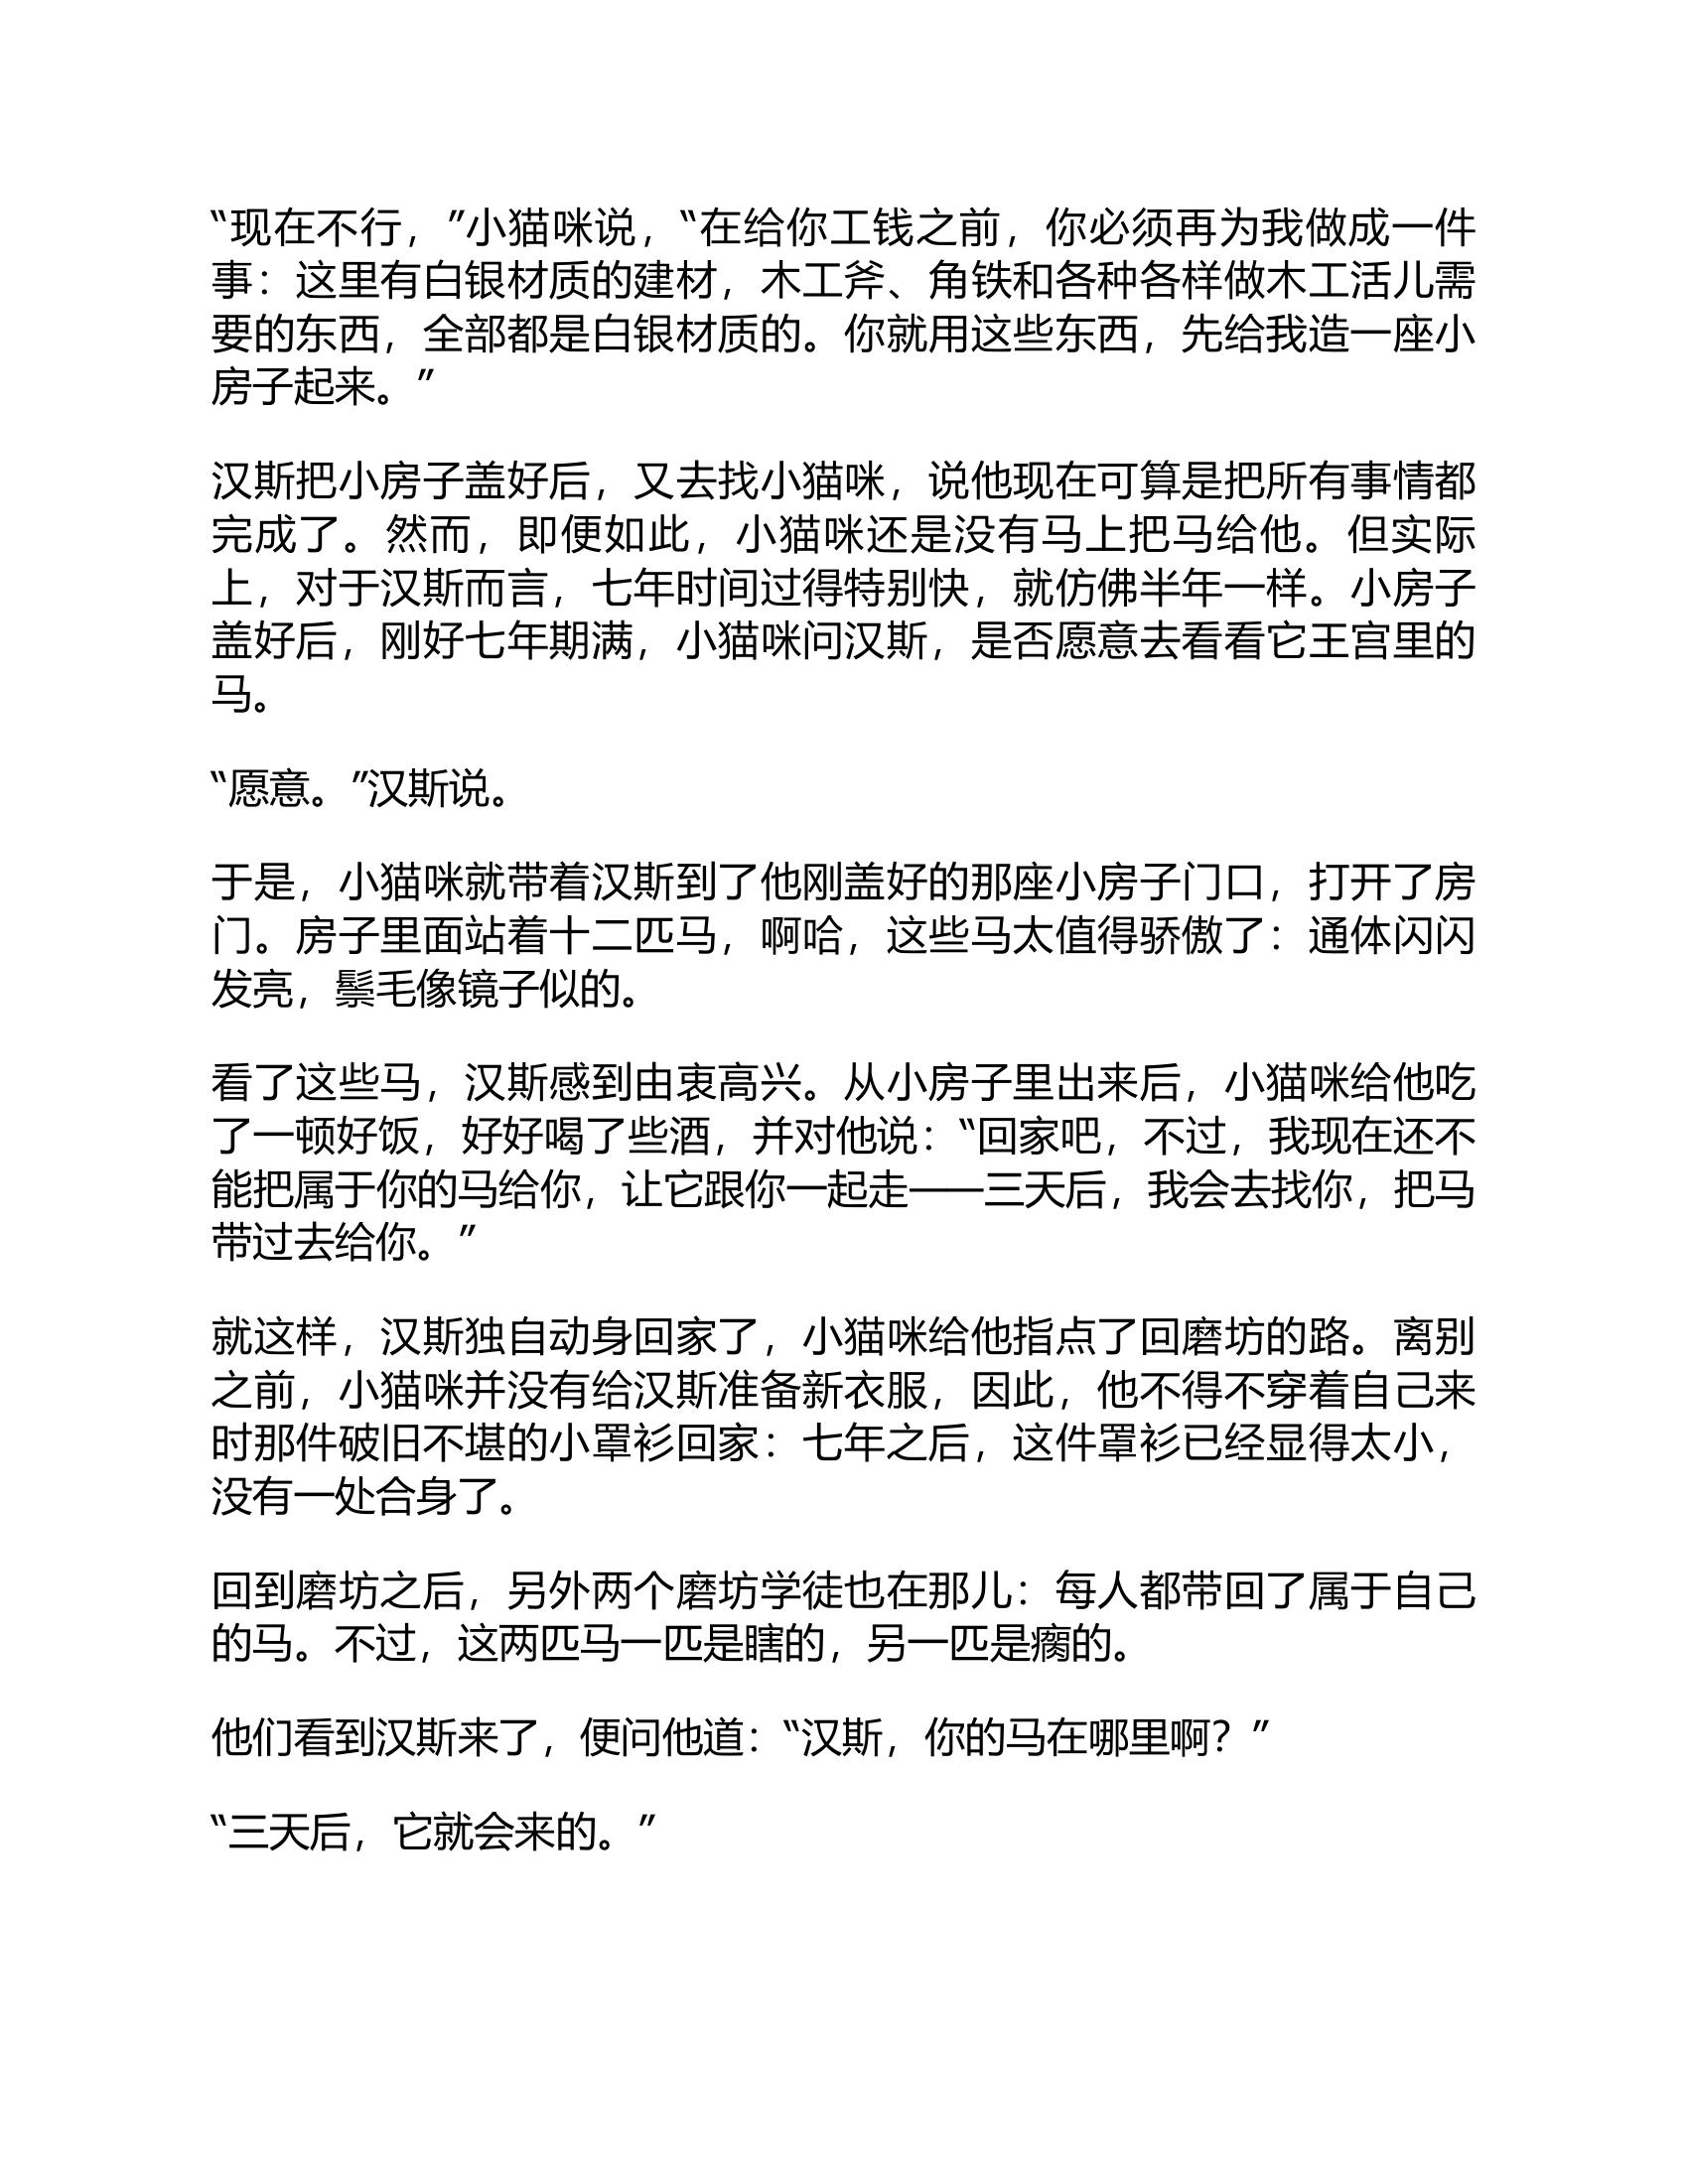 “现在不行，”小猫咪说，“在给你工钱之前，你必须再为我做成一件
事：这里有白银材质的建材，木工斧、角铁和各种各样做木工活儿需
要的东西，全部都是白银材质的。你就用这些东西，先给我造一座小
房子起来。”
汉斯把小房子盖好后，又去找小猫咪，说他现在可算是把所有事情都
完成了。然而，即便如此，小猫咪还是没有马上把马给他。但实际
上，对于汉斯而言，七年时间过得特别快，就仿佛半年一样。小房子
盖好后，刚好七年期满，小猫咪问汉斯，是否愿意去看看它王宫里的
马。
“愿意。”汉斯说。
于是，小猫咪就带着汉斯到了他刚盖好的那座小房子门口，打开了房
门。房子里面站着十二匹马，啊哈，这些马太值得骄傲了：通体闪闪
发亮，鬃毛像镜子似的。
看了这些马，汉斯感到由衷高兴。从小房子里出来后，小猫咪给他吃
了一顿好饭，好好喝了些酒，并对他说：“回家吧，不过，我现在还不
能把属于你的马给你，让它跟你一起走——三天后，我会去找你，把马
带过去给你。”
就这样，汉斯独自动身回家了，小猫咪给他指点了回磨坊的路。离别
之前，小猫咪并没有给汉斯准备新衣服，因此，他不得不穿着自己来
时那件破旧不堪的小罩衫回家：七年之后，这件罩衫已经显得太小，
没有一处合身了。
回到磨坊之后，另外两个磨坊学徒也在那儿：每人都带回了属于自己
的马。不过，这两匹马一匹是瞎的，另一匹是瘸的。
他们看到汉斯来了，便问他道：“汉斯，你的马在哪里啊？”
“三天后，它就会来的。”